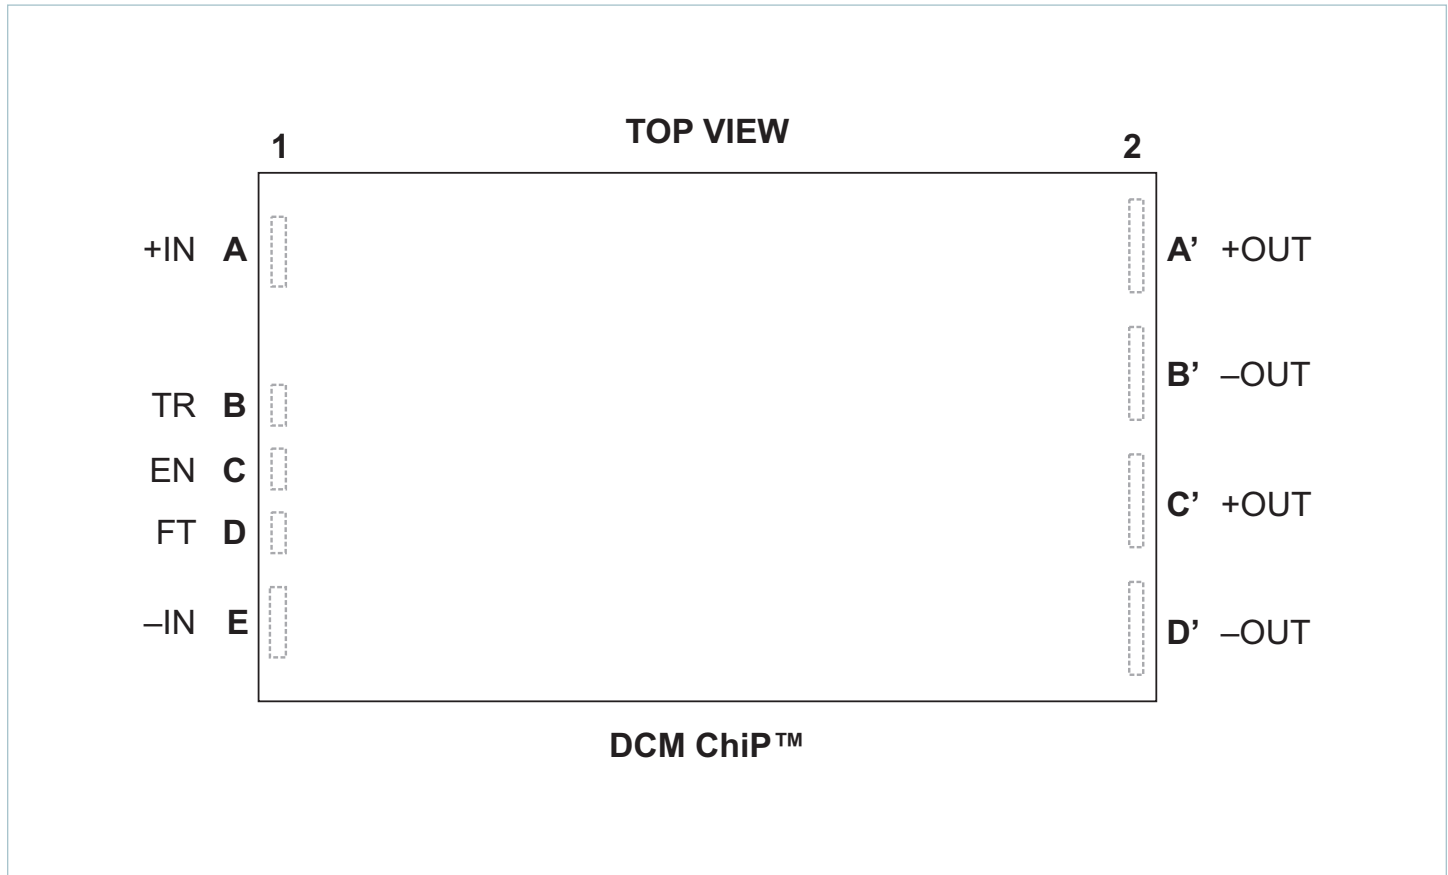 TOP VIEW
1 2
+IN A A’ +OUT
B’ –OUT
TR B
EN C
C’ +OUT
FT D
–IN E
D’ –OUT
DCM ChiP™